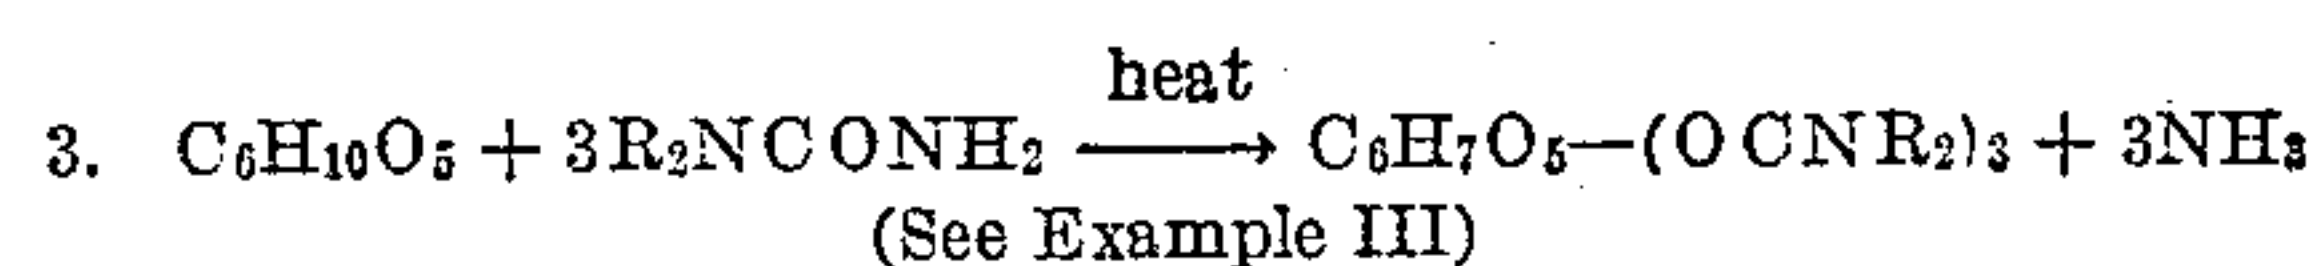 heat
3. C₆H₁₀O₅ + 3R₂NCONH₂ ⟶ C₆H₇O₅—(OCNR₂)₃ + 3NH₃
(See Example III)